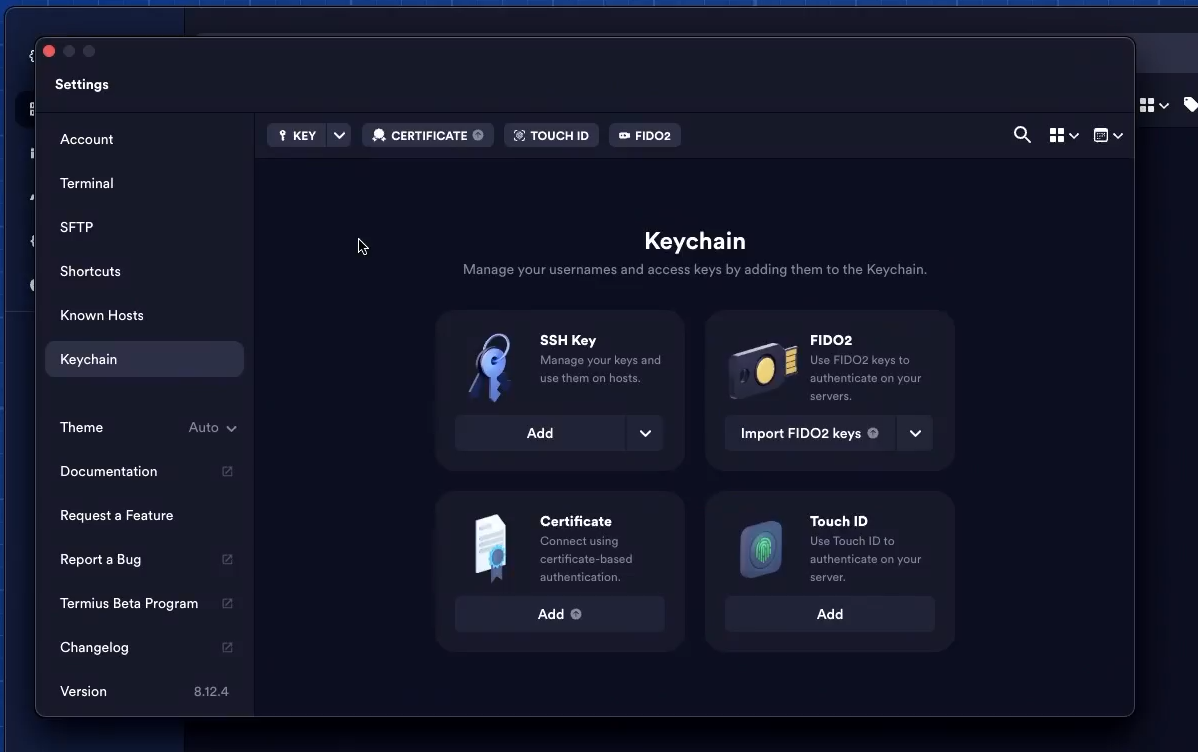 Settings
Account
Terminal
SFTP
Shortcuts
Known Hosts
Keychain
Theme Auto
Documentation
Request a Feature
Report a Bug
Termius Beta Program
Changelog
Version 8.12.4
KEY CERTIFICATE TOUCH ID FIDO2
Keychain
Manage your usernames and access keys by adding them to the Keychain.
SSH Key
Manage your keys and
use them on hosts.
Add
FIDO2
Use FIDO2 keys to
authenticate on your
servers.
Import FIDO2 keys
Certificate
Connect using
certificate-based
authentication.
Add
Touch ID
Use Touch ID to
authenticate on your
server.
Add